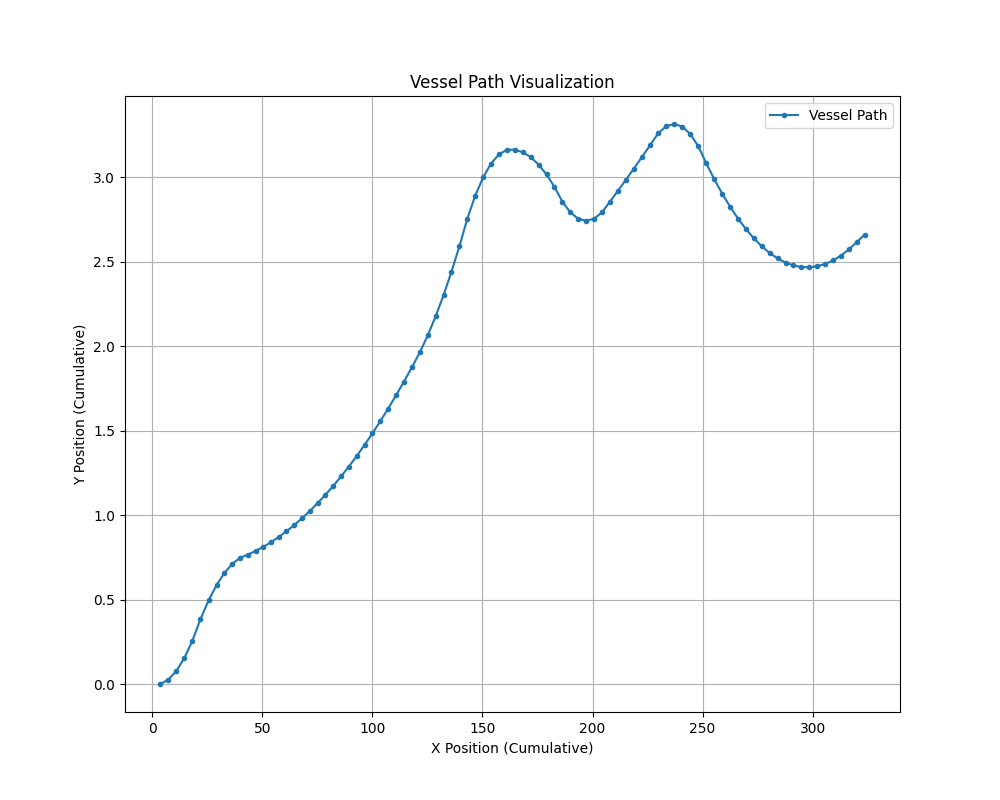 Vessel Path Visualization
Vessel Path
Y Position (Cumulative)
3.0
2.5
2.0
1.5
1.0
0.5
0.0
0 50 100 150 200 250 300
X Position (Cumulative)